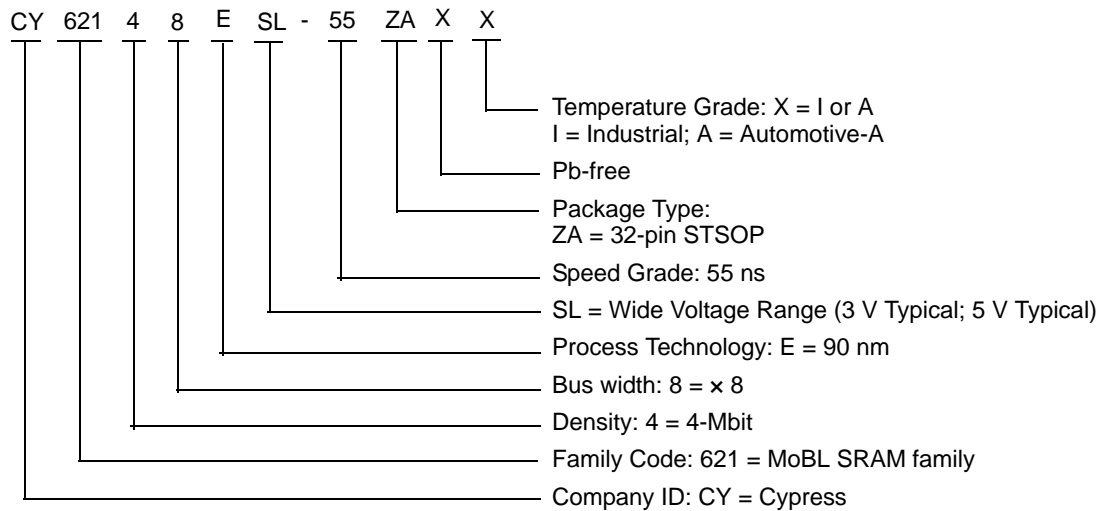 CY 621 4 8 E SL - 55 ZA X X
Temperature Grade: X = I or A
I = Industrial; A = Automotive-A
Pb-free
Package Type:
ZA = 32-pin STSOP
Speed Grade: 55 ns
SL = Wide Voltage Range (3 V Typical; 5 V Typical)
Process Technology: E = 90 nm
Bus width: 8 = × 8
Density: 4 = 4-Mbit
Family Code: 621 = MoBL SRAM family
Company ID: CY = Cypress